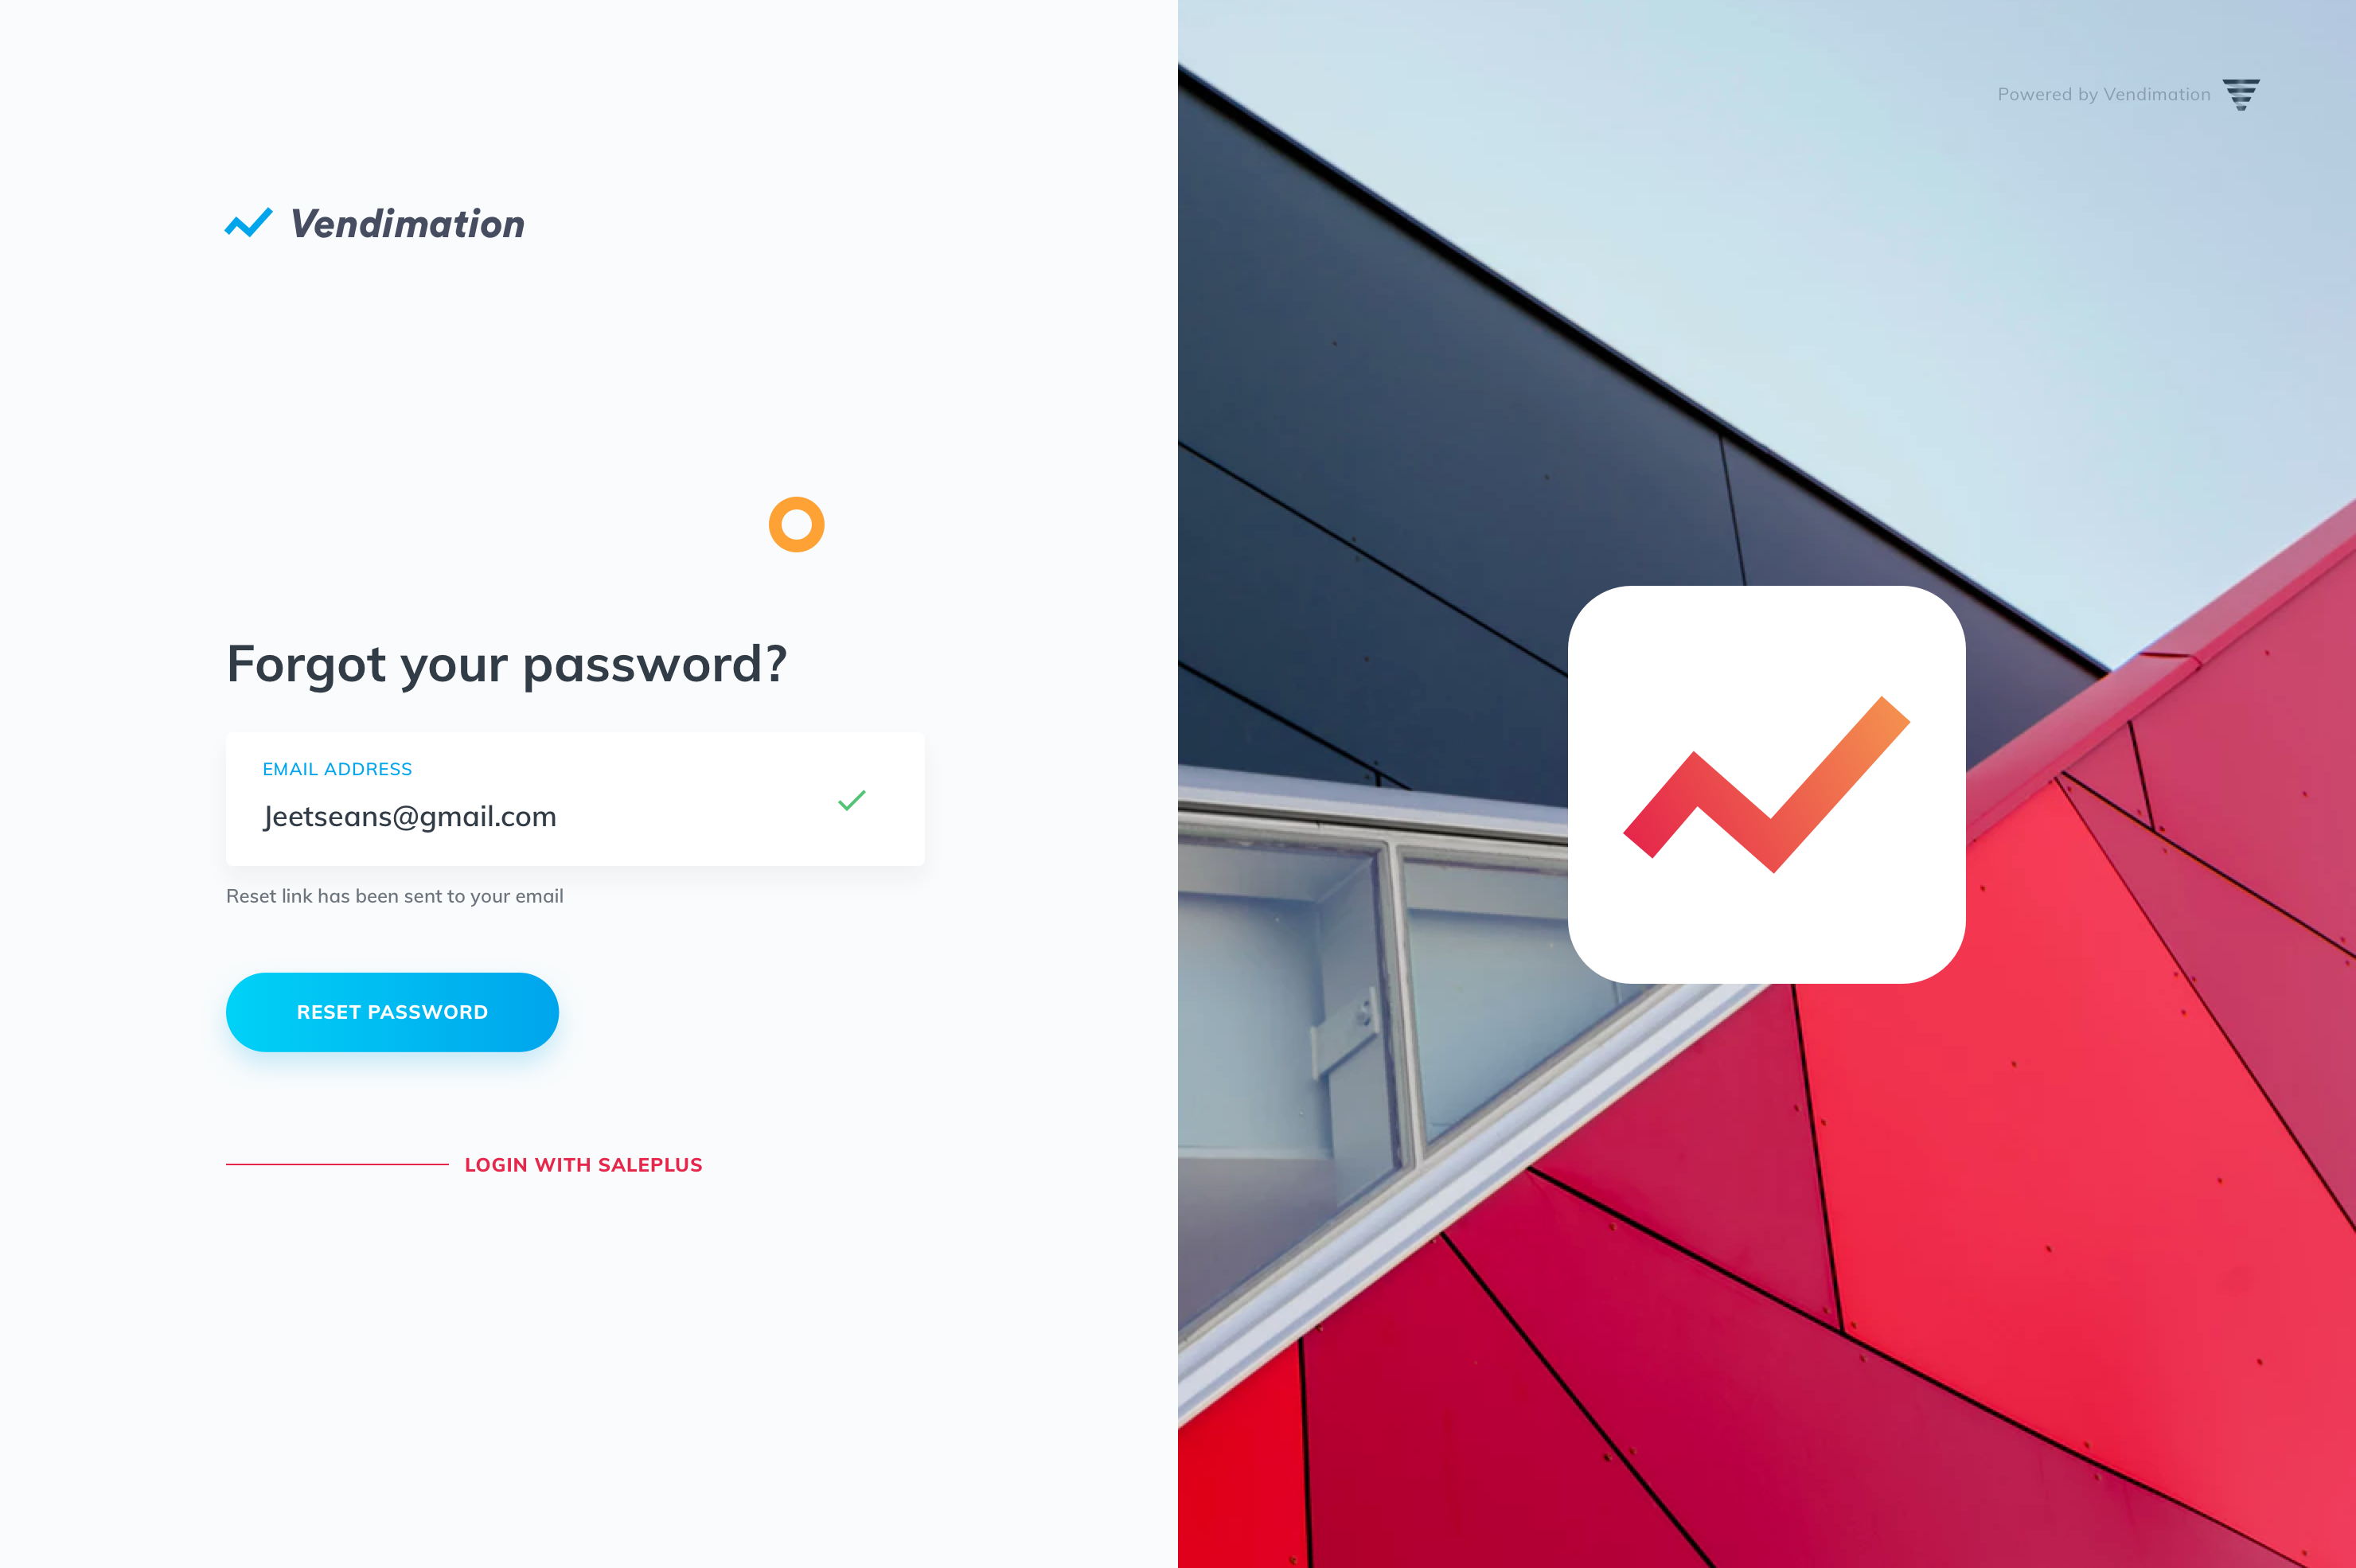 Powered by Vendimation
Vendimation
Forgot your password?
EMAIL ADDRESS
Jeetseans@gmail.com
Reset link has been sent to your email
RESET PASSWORD
LOGIN WITH SALEPLUS